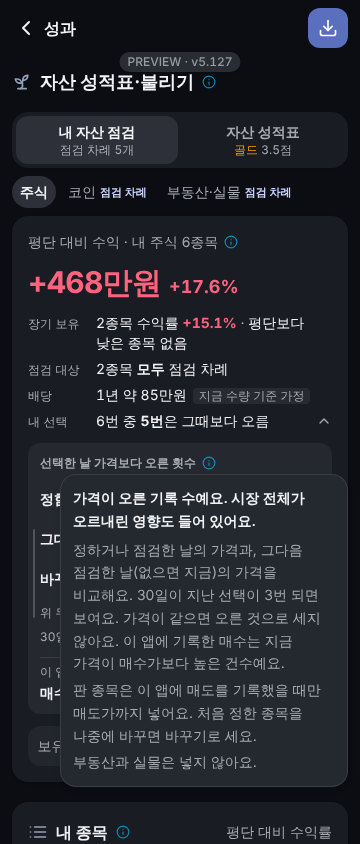 성과
PREVIEW · v5.127
자산 성적표·불리기
내 자산 점검
점검 차례 5개
자산 성적표
골드 3.5점
주식
코인 점검 차례
부동산·실물 점검 차례
평단 대비 수익 · 내 주식 6종목
+468만원 +17.6%
장기 보유 2종목 수익률 +15.1% · 평단보다
낮은 종목 없음
점검 대상 2종목 모두 점검 차례
배당 1년 약 85만원 지금 수량 기준 가정
내 선택 6번 중 5번은 그때보다 오름
선택한 날 가격보다 오른 횟수
가격이 오른 기록 수예요. 시장 전체가
오르내린 영향도 들어 있어요.
정하거나 점검한 날의 가격과, 그다음
점검한 날(없으면 지금)의 가격을
비교해요. 30일이 지난 선택이 3번 되면
보여요. 가격이 같으면 오른 것으로 세지
않아요. 이 앱에 기록한 매수는 지금
가격이 매수가보다 높은 건수예요.
판 종목은 이 앱에 매도를 기록했을 때만
매도가까지 넣어요. 처음 정한 종목을
나중에 바꾸면 바꾸기로 세요.
부동산과 실물은 넣지 않아요.
위
이
내 종목
평단 대비 수익률